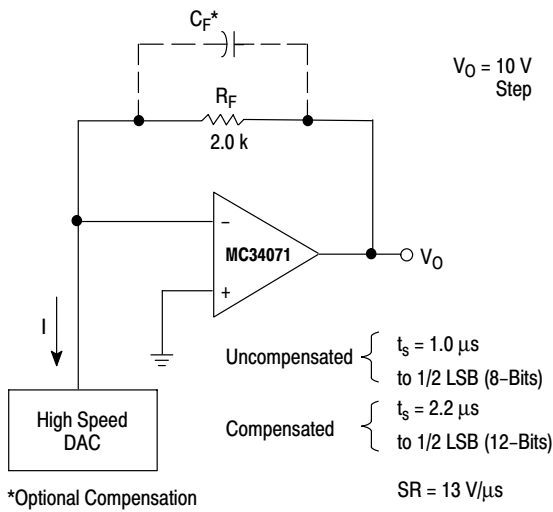 C_F*
V_O = 10 V
Step
R_F
2.0 k
–
MC34071
+
V_O
I
Uncompensated
t_s = 1.0 μs
to 1/2 LSB (8–Bits)
High Speed
DAC
Compensated
t_s = 2.2 μs
to 1/2 LSB (12–Bits)
*Optional Compensation
SR = 13 V/μs